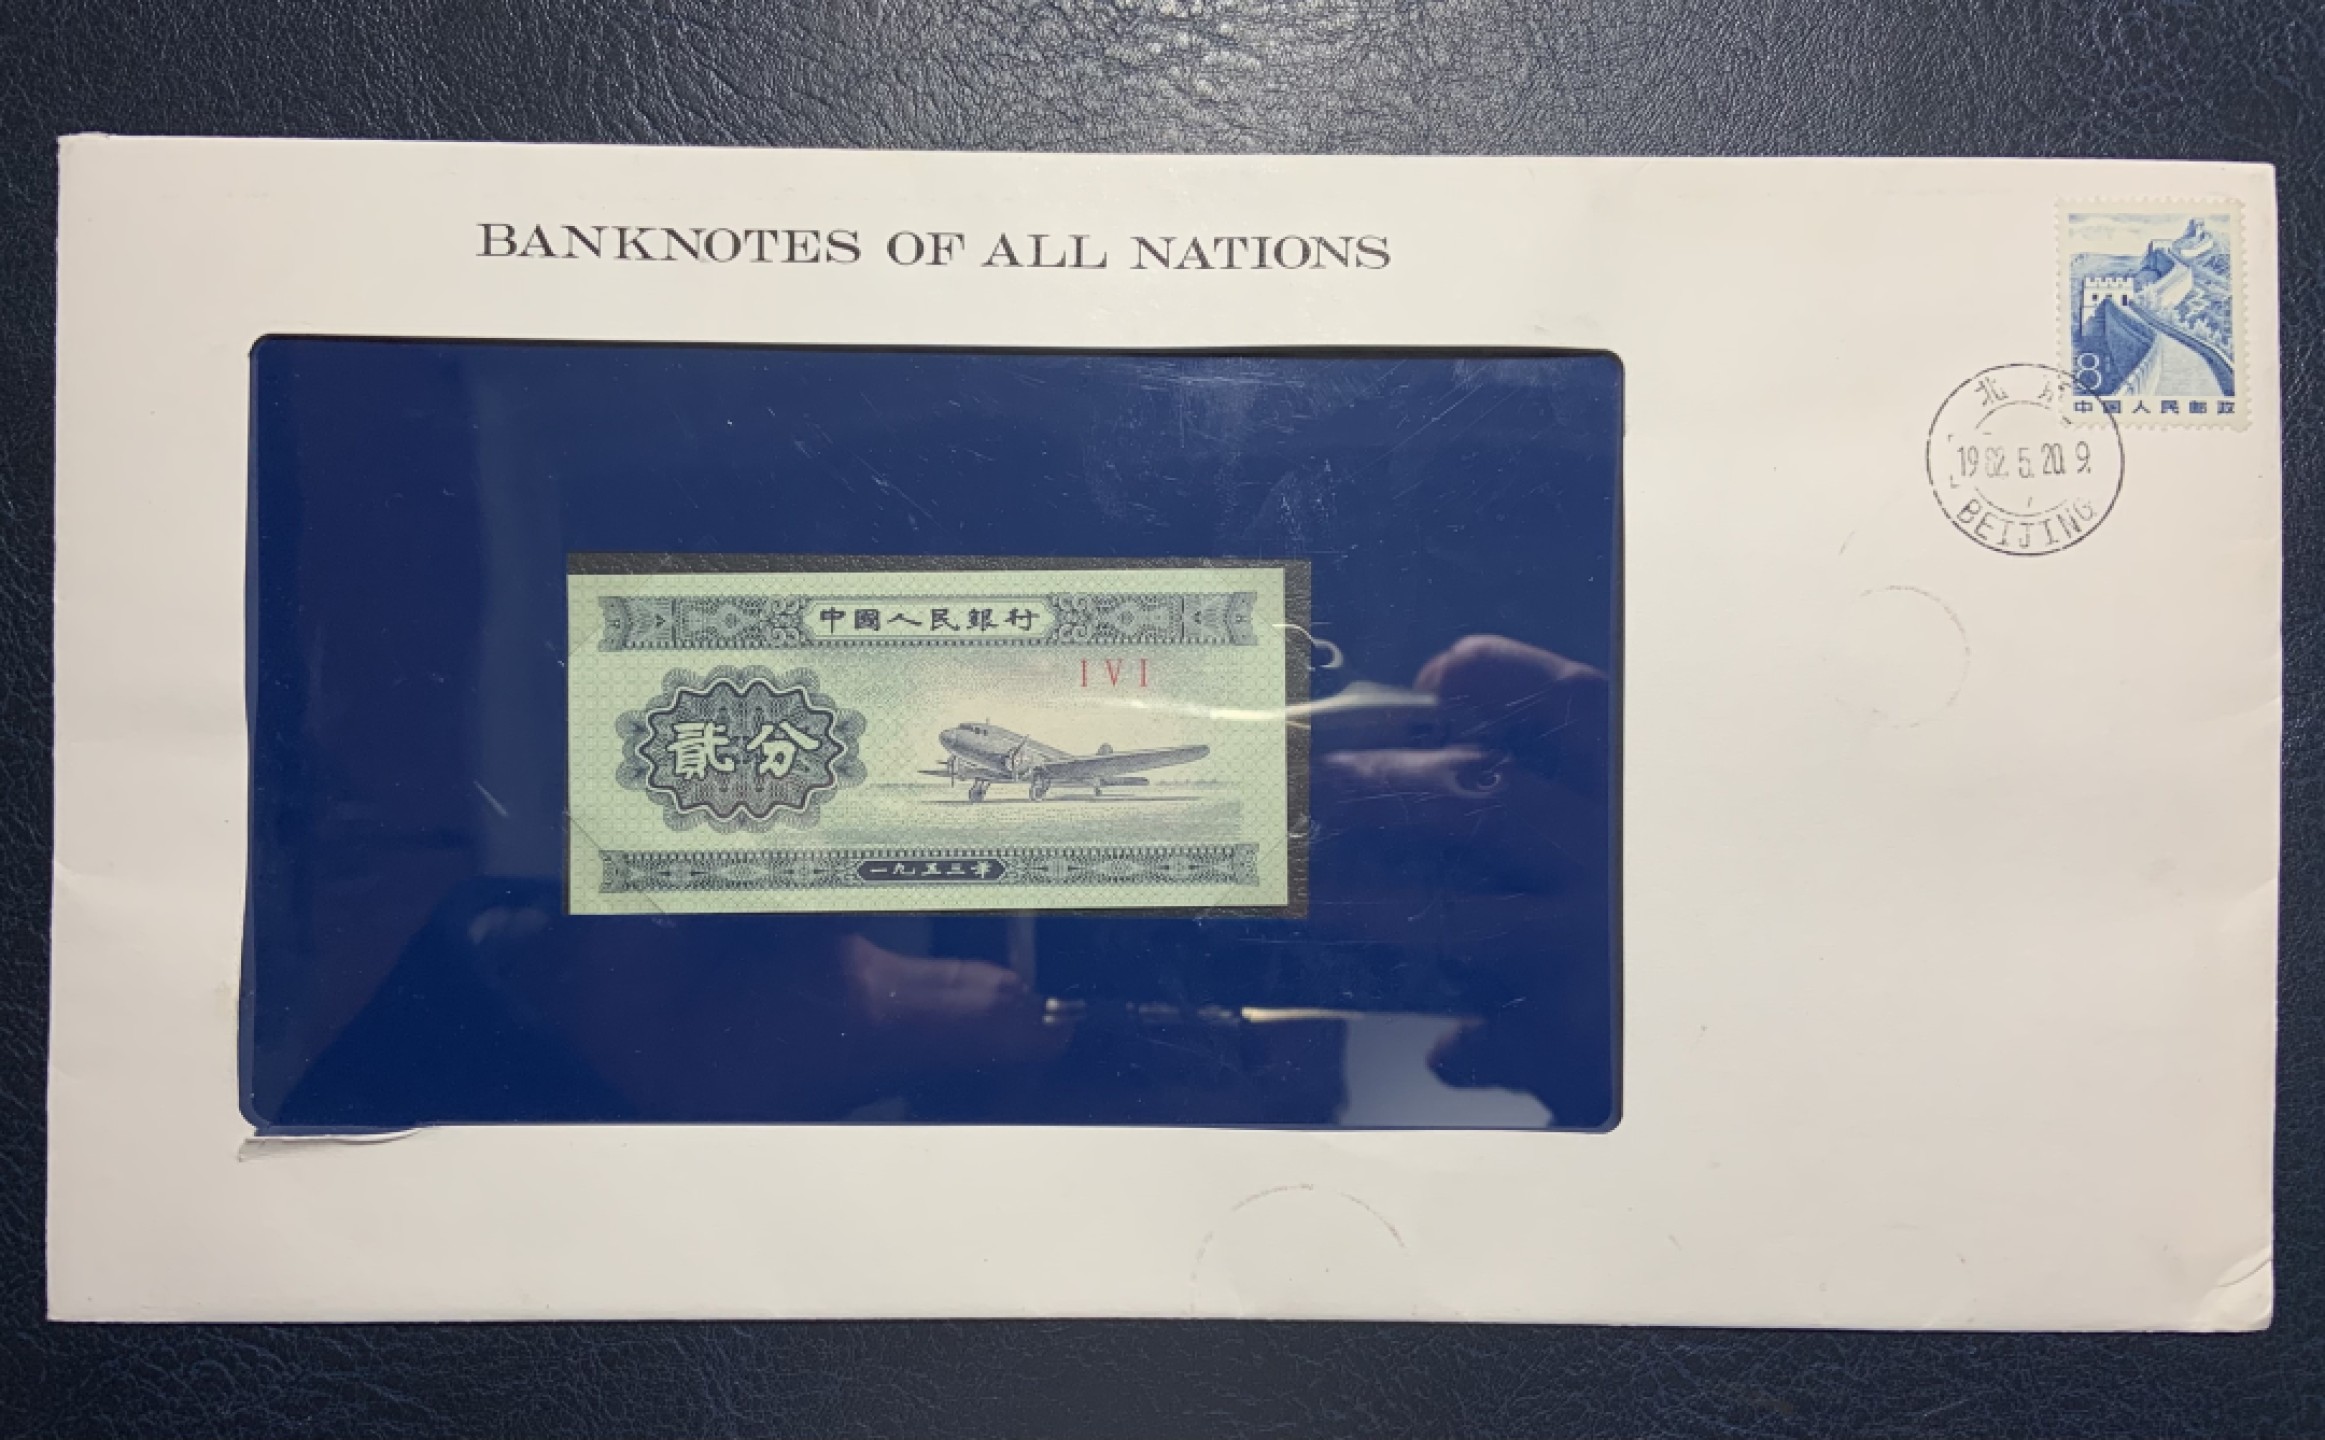 BANKNOTES OF ALL NATIONS
8
中国人民邮政
北京
1982.5.20.9.
BEIJING
中國人民銀行
I V I
貳分
一九五三年